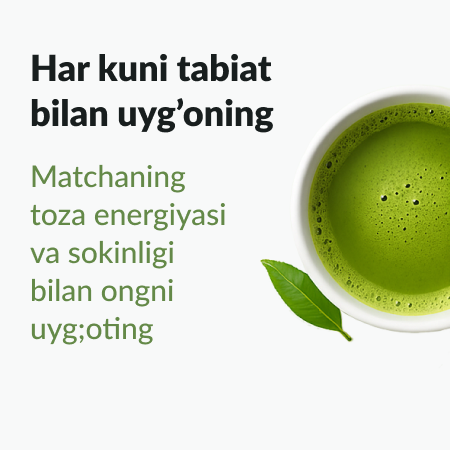 Har kuni tabiat
bilan uyg’oning
Matchaning
toza energiyasi
va sokinligi
bilan ongni
uyg;oting